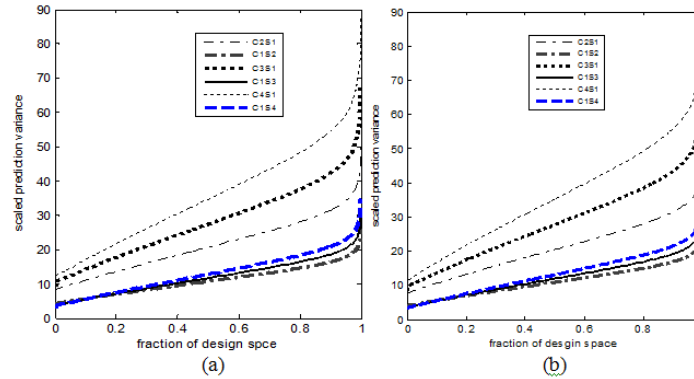 90
80
70
60
50
40
30
20
10
0
scaled prediction variance
C2S1
C1S2
C3S1
C1S3
C4S1
C1S4
0 0.2 0.4 0.6 0.8 1
fraction of design spce
(a)
90
80
70
60
50
40
30
20
10
0
scaled prediction variance
C2S1
C1S2
C3S1
C1S3
C4S1
C1S4
0 0.2 0.4 0.6 0.8
fraction of desgin space
(b)